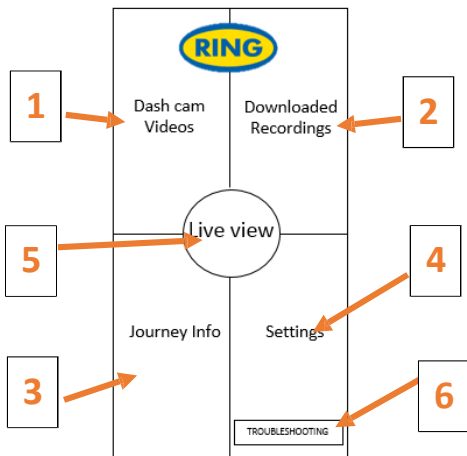 RING
1
Dash cam
Videos
Downloaded
Recordings
2
5
Live view
4
3
Journey Info
Settings
6
TROUBLESHOOTING